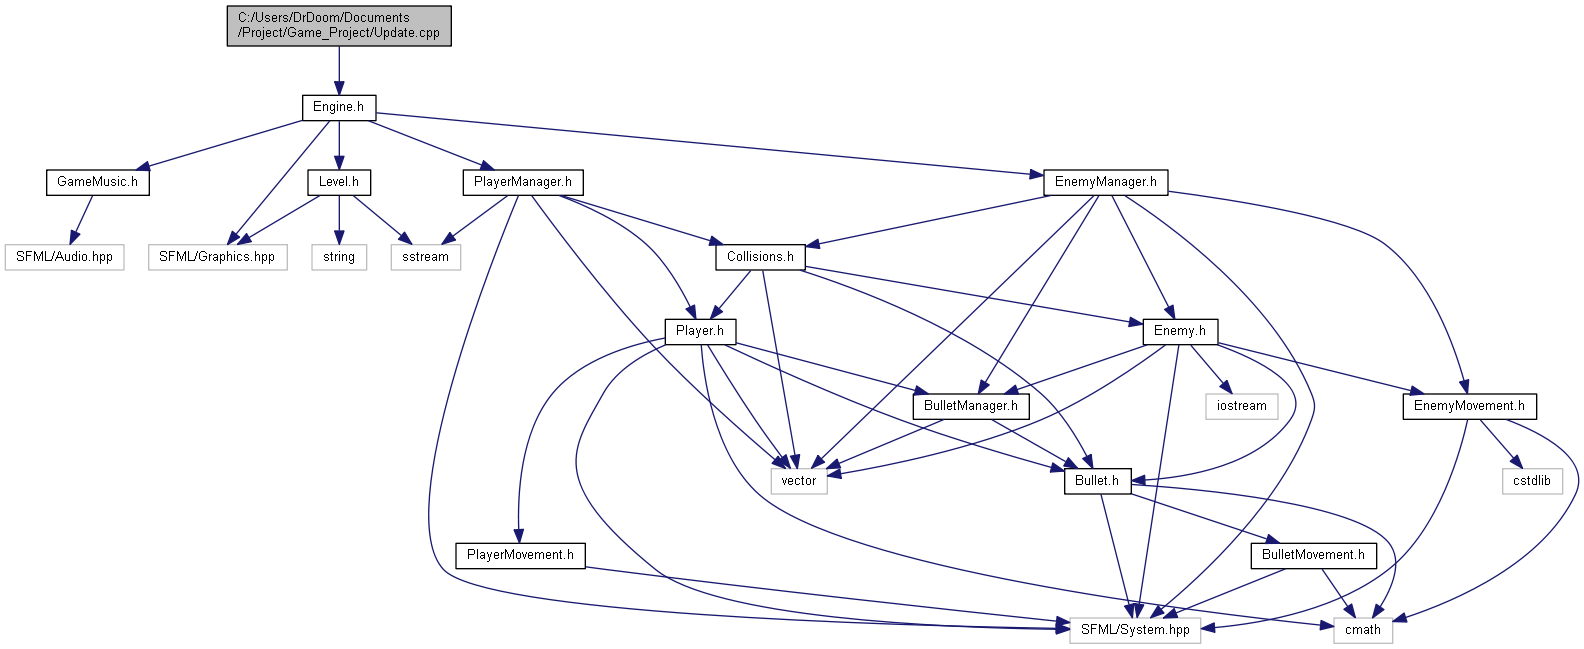 C:/Users/DrDoom/Documents
/Project/Game_Project/Update.cpp
Engine.h
GameMusic.h
Level.h
PlayerManager.h
EnemyManager.h
SFML/Audio.hpp
SFML/Graphics.hpp
string
sstream
Collisions.h
Player.h
Enemy.h
BulletManager.h
iostream
EnemyMovement.h
vector
Bullet.h
cstdlib
PlayerMovement.h
BulletMovement.h
SFML/System.hpp
cmath